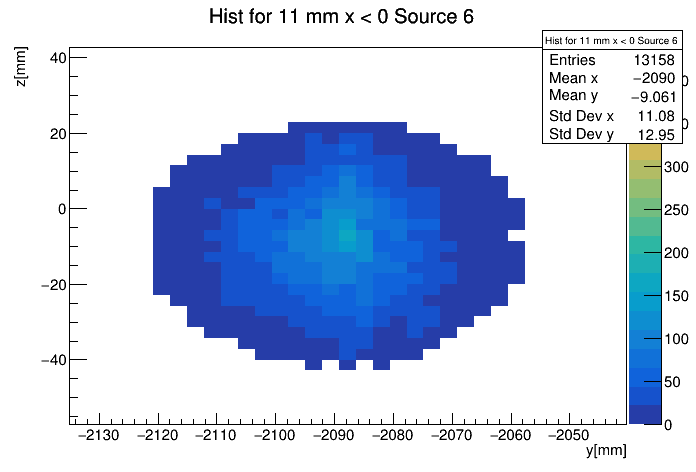 Hist for 11 mm x < 0 Source 6
z[mm]
Hist for 11 mm x < 0 Source 6
Entries 13158
Mean x −2090
Mean y −9.061
Std Dev x 11.08
Std Dev y 12.95
40
20
0
−20
−40
300
250
200
150
100
50
0
−2130 −2120 −2110 −2100 −2090 −2080 −2070 −2060 −2050
y[mm]